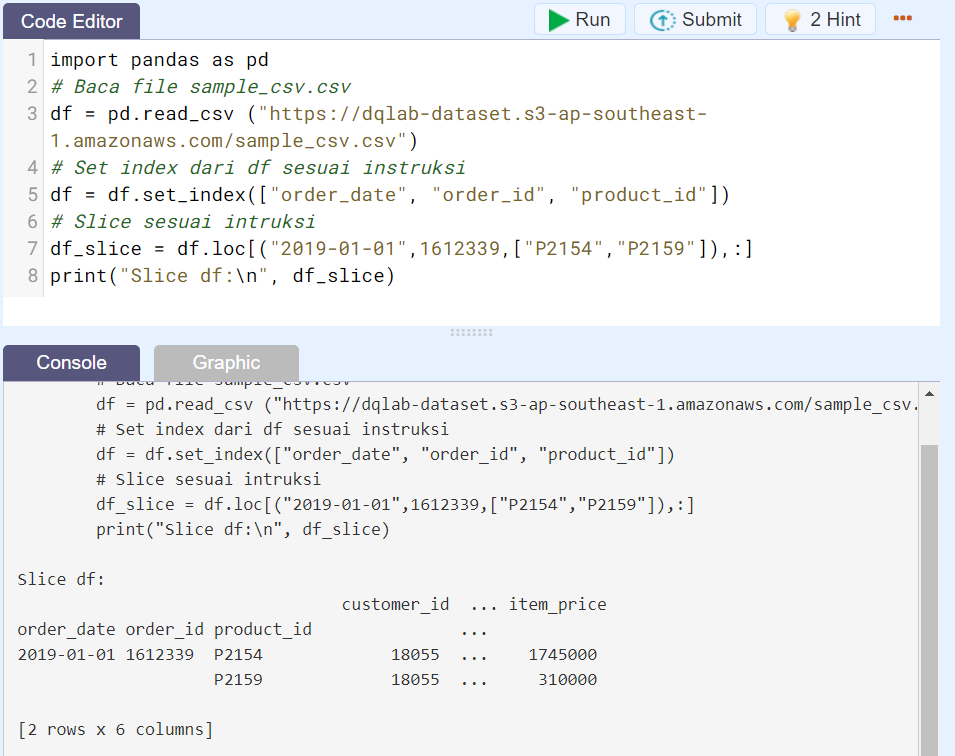 Code Editor
Run
Submit
2 Hint
1 import pandas as pd
2 # Baca file sample_csv.csv
3 df = pd.read_csv ("https://dqlab-dataset.s3-ap-southeast-
1.amazonaws.com/sample_csv.csv")
4 # Set index dari df sesuai instruksi
5 df = df.set_index(["order_date", "order_id", "product_id"])
6 # Slice sesuai intruksi
7 df_slice = df.loc[("2019-01-01",1612339,["P2154","P2159"]),:]
8 print("Slice df:\n", df_slice)
Console
Graphic
# Baca file sample_csv.csv
df = pd.read_csv ("https://dqlab-dataset.s3-ap-southeast-1.amazonaws.com/sample_csv.
# Set index dari df sesuai instruksi
df = df.set_index(["order_date", "order_id", "product_id"])
# Slice sesuai intruksi
df_slice = df.loc[("2019-01-01",1612339,["P2154","P2159"]),:]
print("Slice df:\n", df_slice)
Slice df:
customer_id ... item_price
order_date order_id product_id ...
2019-01-01 1612339 P2154 18055 ... 1745000
P2159 18055 ... 310000
[2 rows x 6 columns]